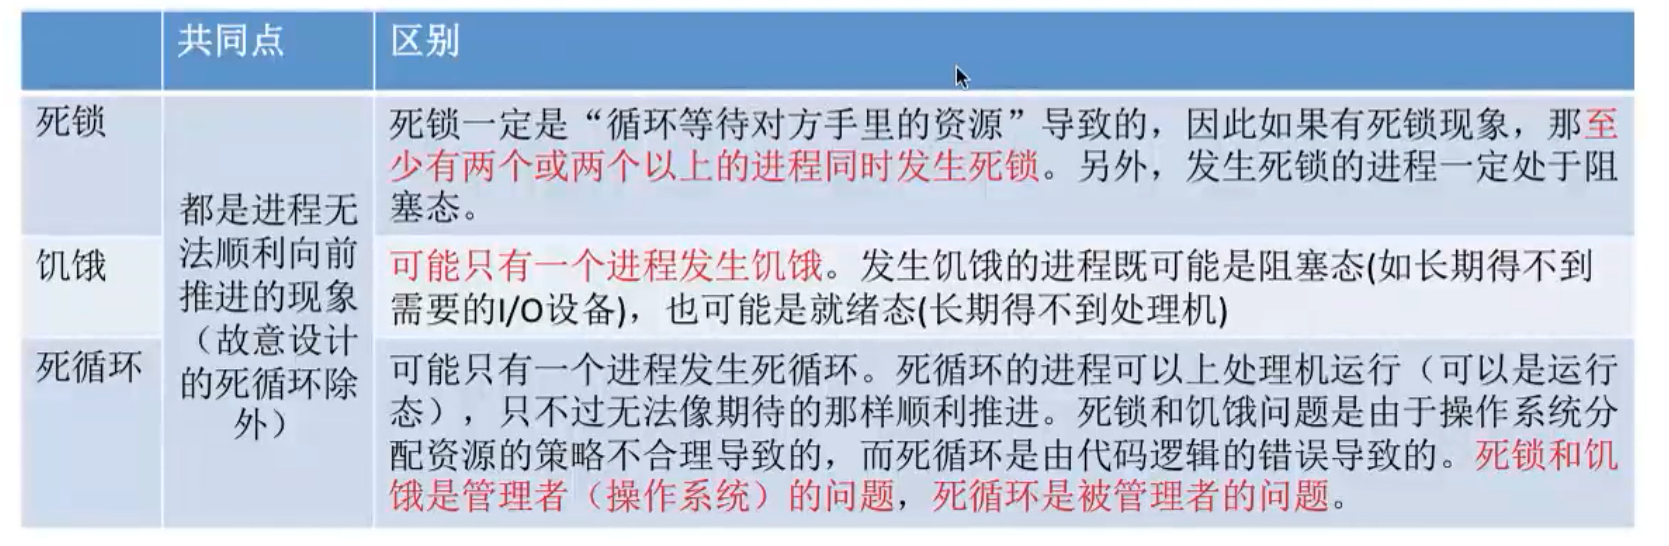 共同点
区别
死锁
死锁一定是“循环等待对方手里的资源”导致的，因此如果有死锁现象，那至
少有两个或两个以上的进程同时发生死锁。另外，发生死锁的进程一定处于阻
塞态。
都是进程无
法顺利向前
推进的现象
（故意设计
的死循环除
外）
饥饿
可能只有一个进程发生饥饿。发生饥饿的进程既可能是阻塞态(如长期得不到
需要的I/O设备)，也可能是就绪态(长期得不到处理机)
死循环
可能只有一个进程发生死循环。死循环的进程可以上处理机运行（可以是运行
态），只不过无法像期待的那样顺利推进。死锁和饥饿问题是由于操作系统分
配资源的策略不合理导致的，而死循环是由代码逻辑的错误导致的。死锁和饥
饿是管理者（操作系统）的问题，死循环是被管理者的问题。